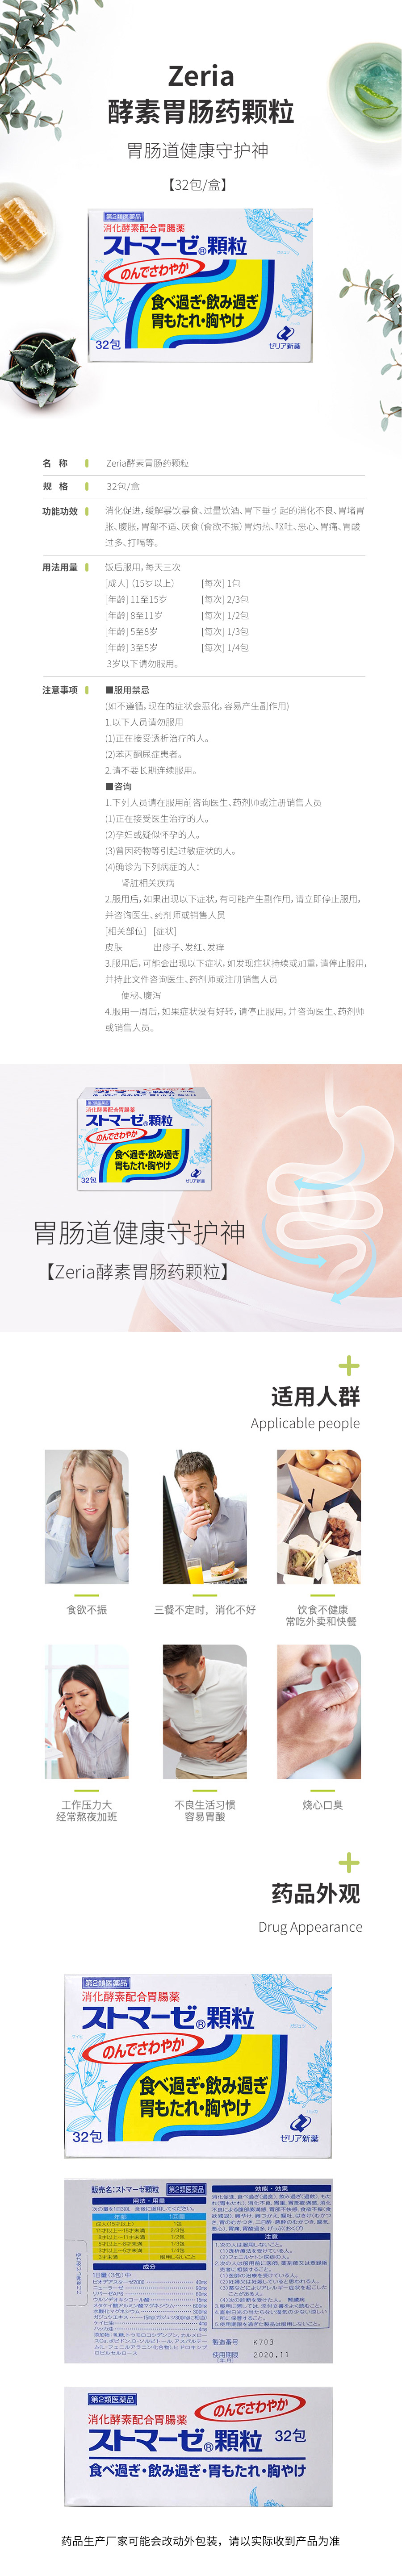 Zeria
酵素胃肠药颗粒
胃肠道健康守护神
【32包/盒】
第2類医薬品
消化酵素配合胃腸薬
ストマーゼ®顆粒
のんでさわやか
食べ過ぎ・飲み過ぎ
胃もたれ・胸やけ
32包
ゼリア新薬
名 称 Zeria酵素胃肠药颗粒
规 格 32包/盒
功能功效 消化促进，缓解暴饮暴食、过量饮酒、胃下垂引起的消化不良、胃堵胃
胀、腹胀，胃部不适、厌食（食欲不振）胃灼热、呕吐、恶心、胃痛、胃酸
过多、打嗝等。
用法用量 饭后服用，每天三次
[成人]（15岁以上） [每次] 1包
[年龄] 11至15岁 [每次] 2/3包
[年龄] 8至11岁 [每次] 1/2包
[年龄] 5至8岁 [每次] 1/3包
[年龄] 3至5岁 [每次] 1/4包
3岁以下请勿服用。
注意事项 ■服用禁忌
(如不遵循，现在的症状会恶化，容易产生副作用)
1.以下人员请勿服用
(1)正在接受透析治疗的人。
(2)苯丙酮尿症患者。
2.请不要长期连续服用。
■咨询
1.下列人员请在服用前咨询医生、药剂师或注册销售人员
(1)正在接受医生治疗的人。
(2)孕妇或疑似怀孕的人。
(3)曾因药物等引起过敏症状的人。
(4)确诊为下列病症的人：
肾脏相关疾病
2.服用后，如果出现以下症状，有可能产生副作用，请立即停止服用，
并咨询医生、药剂师或销售人员
[相关部位] [症状]
皮肤 出疹子、发红、发痒
3.服用后，可能会出现以下症状，如发现症状持续或加重，请停止服用，
并持此文件咨询医生、药剂师或注册销售人员
便秘、腹泻
4.服用一周后，如果症状没有好转，请停止服用，并咨询医生、药剂师
或销售人员。
消化酵素配合胃腸薬
ストマーゼ®顆粒
のんでさわやか
食べ過ぎ・飲み過ぎ
胃もたれ・胸やけ
32包
ゼリア新薬
胃肠道健康守护神
【Zeria酵素胃肠药颗粒】
适用人群
Applicable people
食欲不振
三餐不定时，消化不好
饮食不健康
常吃外卖和快餐
工作压力大
经常熬夜加班
不良生活习惯
容易胃酸
烧心口臭
药品外观
Drug Appearance
第2類医薬品
消化酵素配合胃腸薬
ストマーゼ®顆粒
のんでさわやか
食べ過ぎ・飲み過ぎ
胃もたれ・胸やけ
32包
ゼリア新薬
販売名：ストマーゼ顆粒 第2類医薬品
用法・用量
成分
効能・効果
注意
製造番号 K703
使用期限 2020.11
第2類医薬品
のんでさわやか
消化酵素配合胃腸薬
ストマーゼ®顆粒 32包
食べ過ぎ・飲み過ぎ・胃もたれ・胸やけ
药品生产厂家可能会改动外包装，请以实际收到产品为准